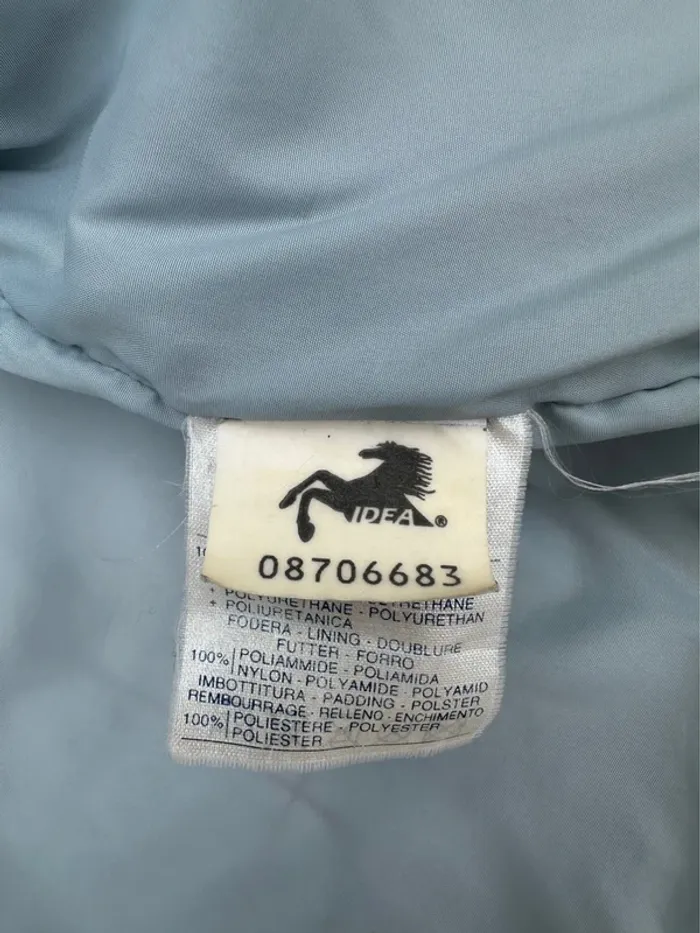 IDEA ®
08706683
+ POLYURETHANE
+ POLIURETANICA - POLYURETHAN
FODERA - LINING - DOUBLURE
FUTTER - FORRO
100% POLIAMMIDE - POLIAMIDA
NYLON - POLYAMIDE - POLYAMID
IMBOTTITURA - PADDING - POLSTER
REMBOURRAGE - RELLENO - ENCHIMENTO
100% POLIESTERE - POLYESTER
POLIESTER